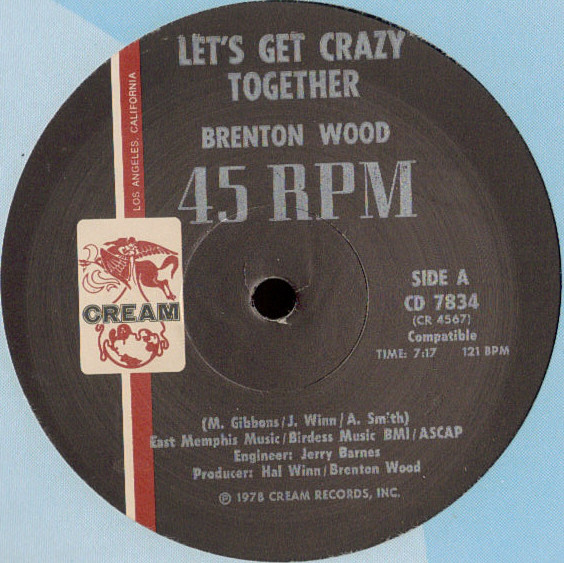 LET'S GET CRAZY
TOGETHER
BRENTON WOOD
45 RPM
LOS ANGELES, CALIFORNIA
CREAM
SIDE A
CD 7834
(CR 4567)
Compatible
TIME: 7:17 121 BPM
(M. Gibbons/J. Winn/A. Smith)
East Memphis Music/Birdess Music BMI/ASCAP
Engineer: Jerry Barnes
Producer: Hal Winn/Brenton Wood
℗ 1978 CREAM RECORDS, INC.